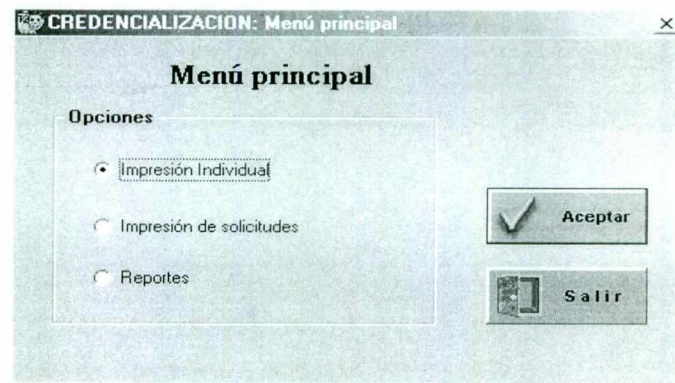 CREDENCIALIZACION: Menú principal
Menú principal
Opciones
Impresión Individual
Impresión de solicitudes
Reportes
Aceptar
Salir